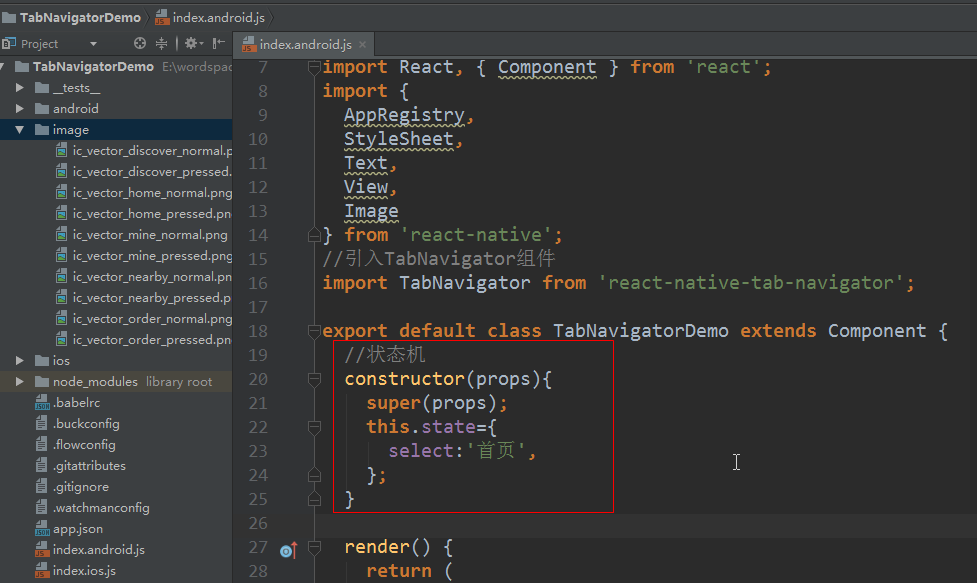 TabNavigatorDemo index.android.js
Project index.android.js
TabNavigatorDemo E:\wordspac
__tests__
android
image
ic_vector_discover_normal.p
ic_vector_discover_pressed.
ic_vector_home_normal.png
ic_vector_home_pressed.pn
ic_vector_mine_normal.png
ic_vector_mine_pressed.png
ic_vector_nearby_normal.pn
ic_vector_nearby_pressed.p
ic_vector_order_normal.png
ic_vector_order_pressed.pn
ios
node_modules library root
.babelrc
.buckconfig
.flowconfig
.gitattributes
.gitignore
.watchmanconfig
app.json
index.android.js
index.ios.js
7 import React, { Component } from 'react';
8 import {
9 AppRegistry,
10 StyleSheet,
11 Text,
12 View,
13 Image
14 } from 'react-native';
15 //引入TabNavigator组件
16 import TabNavigator from 'react-native-tab-navigator';
17
18 export default class TabNavigatorDemo extends Component {
19 //状态机
20 constructor(props){
21 super(props);
22 this.state={
23 select:'首页',
24 };
25 }
26
27 render() {
28 return (